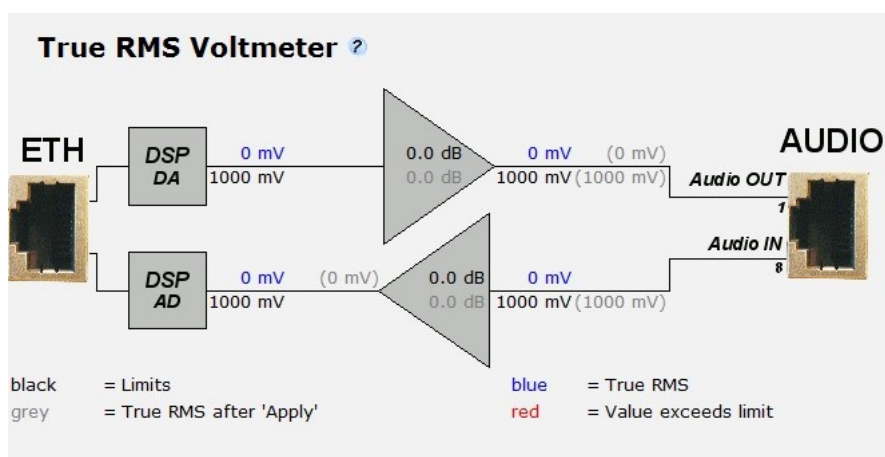 True RMS Voltmeter ?
ETH
AUDIO
DSP DA
0 mV
1000 mV
0.0 dB
0.0 dB
0 mV (0 mV)
1000 mV (1000 mV)
Audio OUT
1
Audio IN
8
DSP AD
0 mV (0 mV)
1000 mV
0.0 dB
0.0 dB
0 mV
1000 mV (1000 mV)
black = Limits
grey = True RMS after 'Apply'
blue = True RMS
red = Value exceeds limit